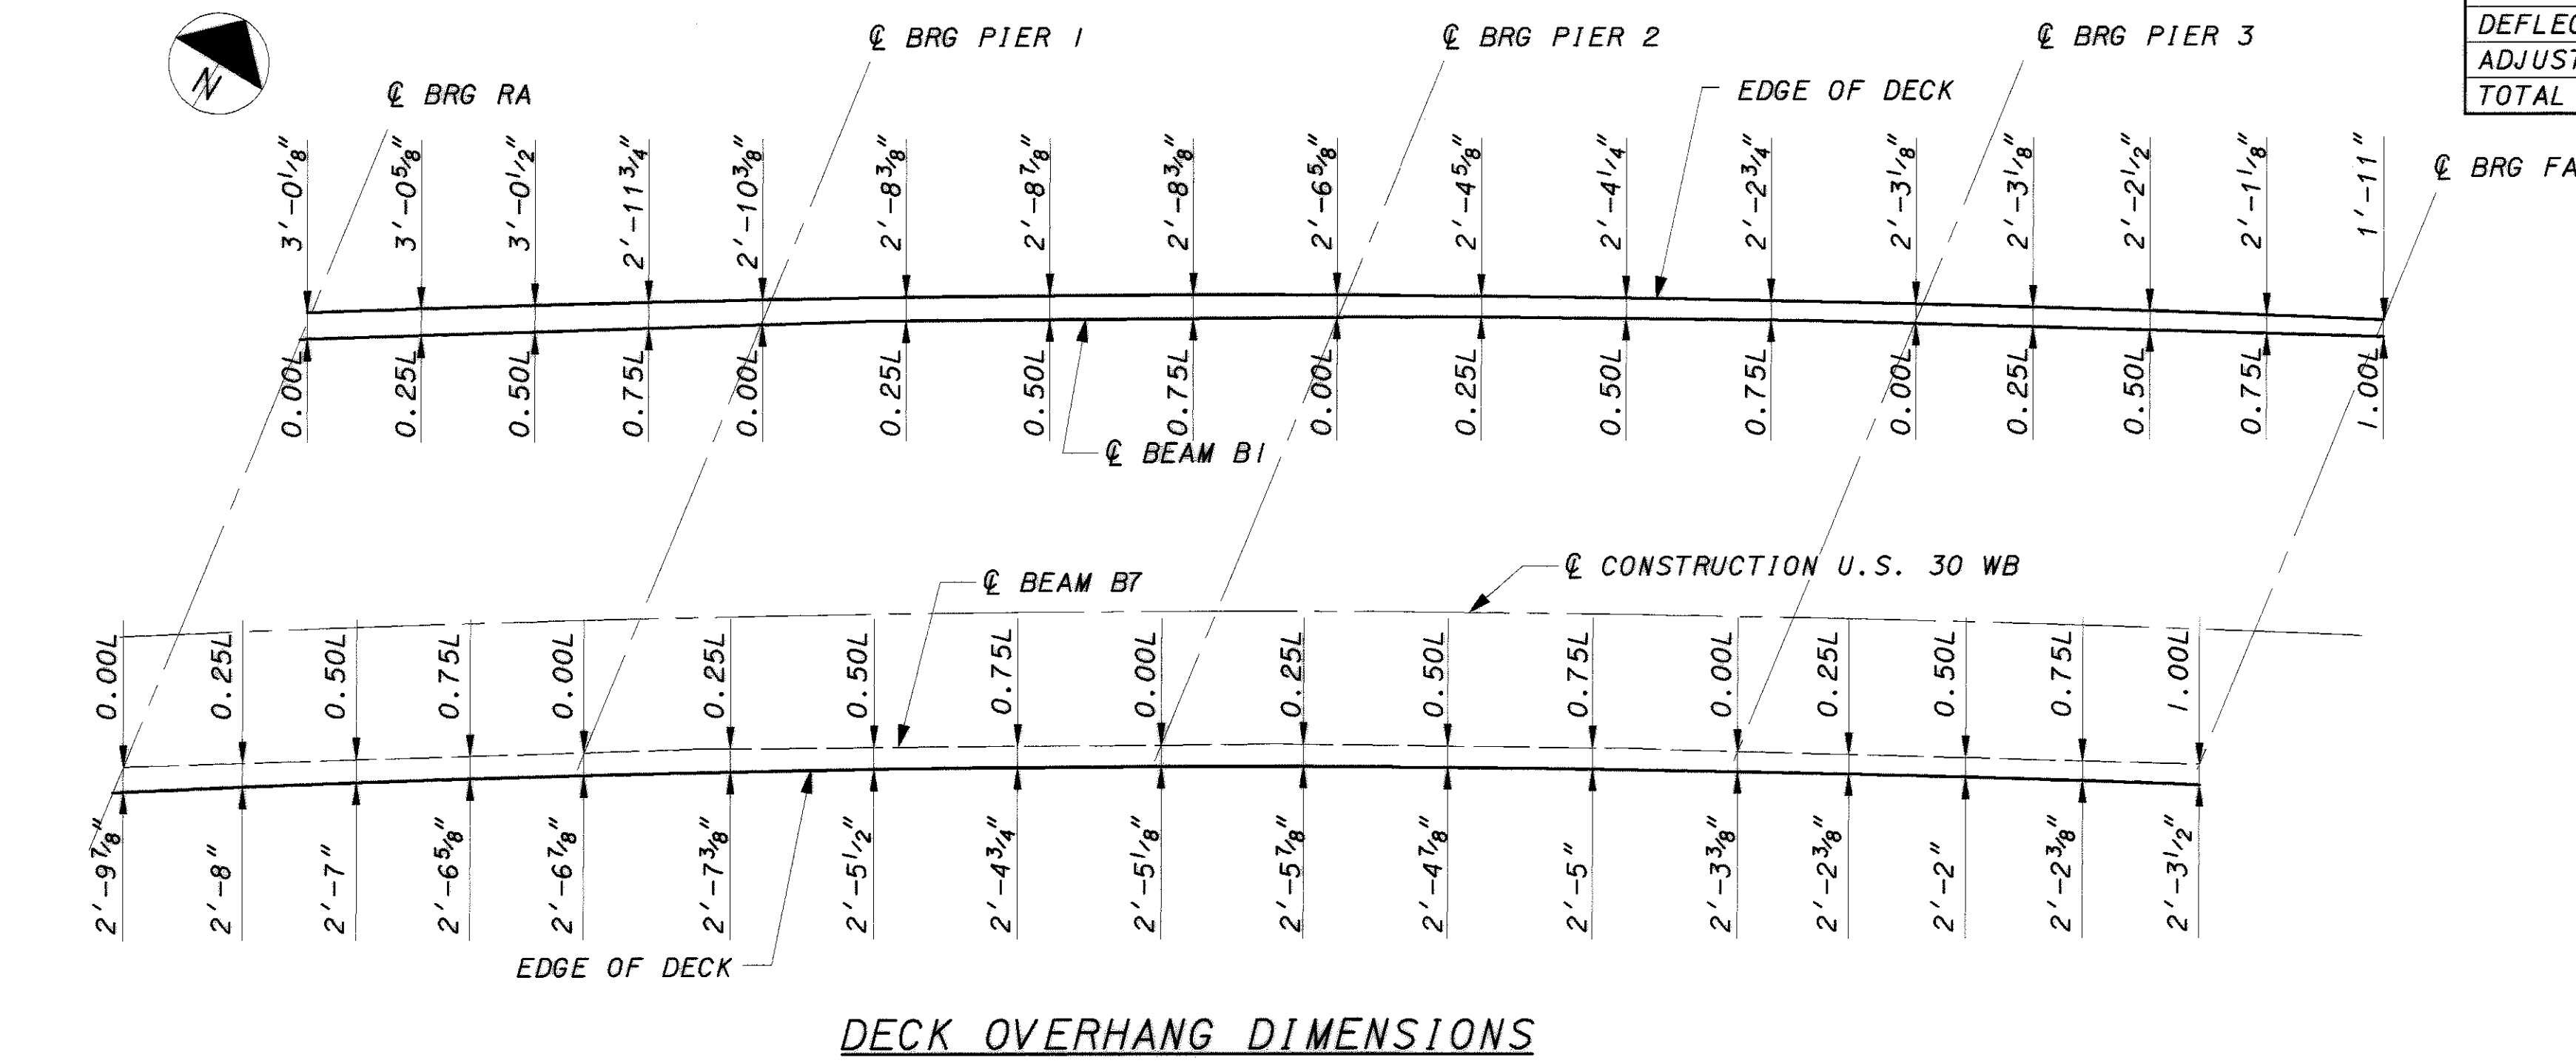 DEFLEC
ADJUST
TOTAL
N
℄ BRG RA
℄ BRG PIER 1
℄ BRG PIER 2
℄ BRG PIER 3
℄ BRG FA
EDGE OF DECK
3'-0 1/8"
3'-0 5/8"
3'-0 1/2"
2'-11 3/4"
2'-10 3/8"
2'-8 3/8"
2'-8 7/8"
2'-8 3/8"
2'-6 5/8"
2'-4 5/8"
2'-4 1/4"
2'-2 3/4"
2'-3 1/8"
2'-3 1/8"
2'-2 1/2"
2'-1 1/8"
1'-11"
0.00L
0.25L
0.50L
0.75L
0.00L
0.25L
0.50L
0.75L
0.00L
0.25L
0.50L
0.75L
0.00L
0.25L
0.50L
0.75L
1.00L
℄ BEAM B1
℄ CONSTRUCTION U.S. 30 WB
℄ BEAM B7
0.00L
0.25L
0.50L
0.75L
0.00L
0.25L
0.50L
0.75L
0.00L
0.25L
0.50L
0.75L
0.00L
0.25L
0.50L
0.75L
1.00L
2'-9 7/8"
2'-8"
2'-7"
2'-6 5/8"
2'-6 7/8"
2'-7 3/8"
2'-5 1/2"
2'-4 3/4"
2'-5 1/8"
2'-5 7/8"
2'-4 7/8"
2'-5"
2'-3 3/8"
2'-2 3/8"
2'-2"
2'-2 3/8"
2'-3 1/2"
EDGE OF DECK
DECK OVERHANG DIMENSIONS